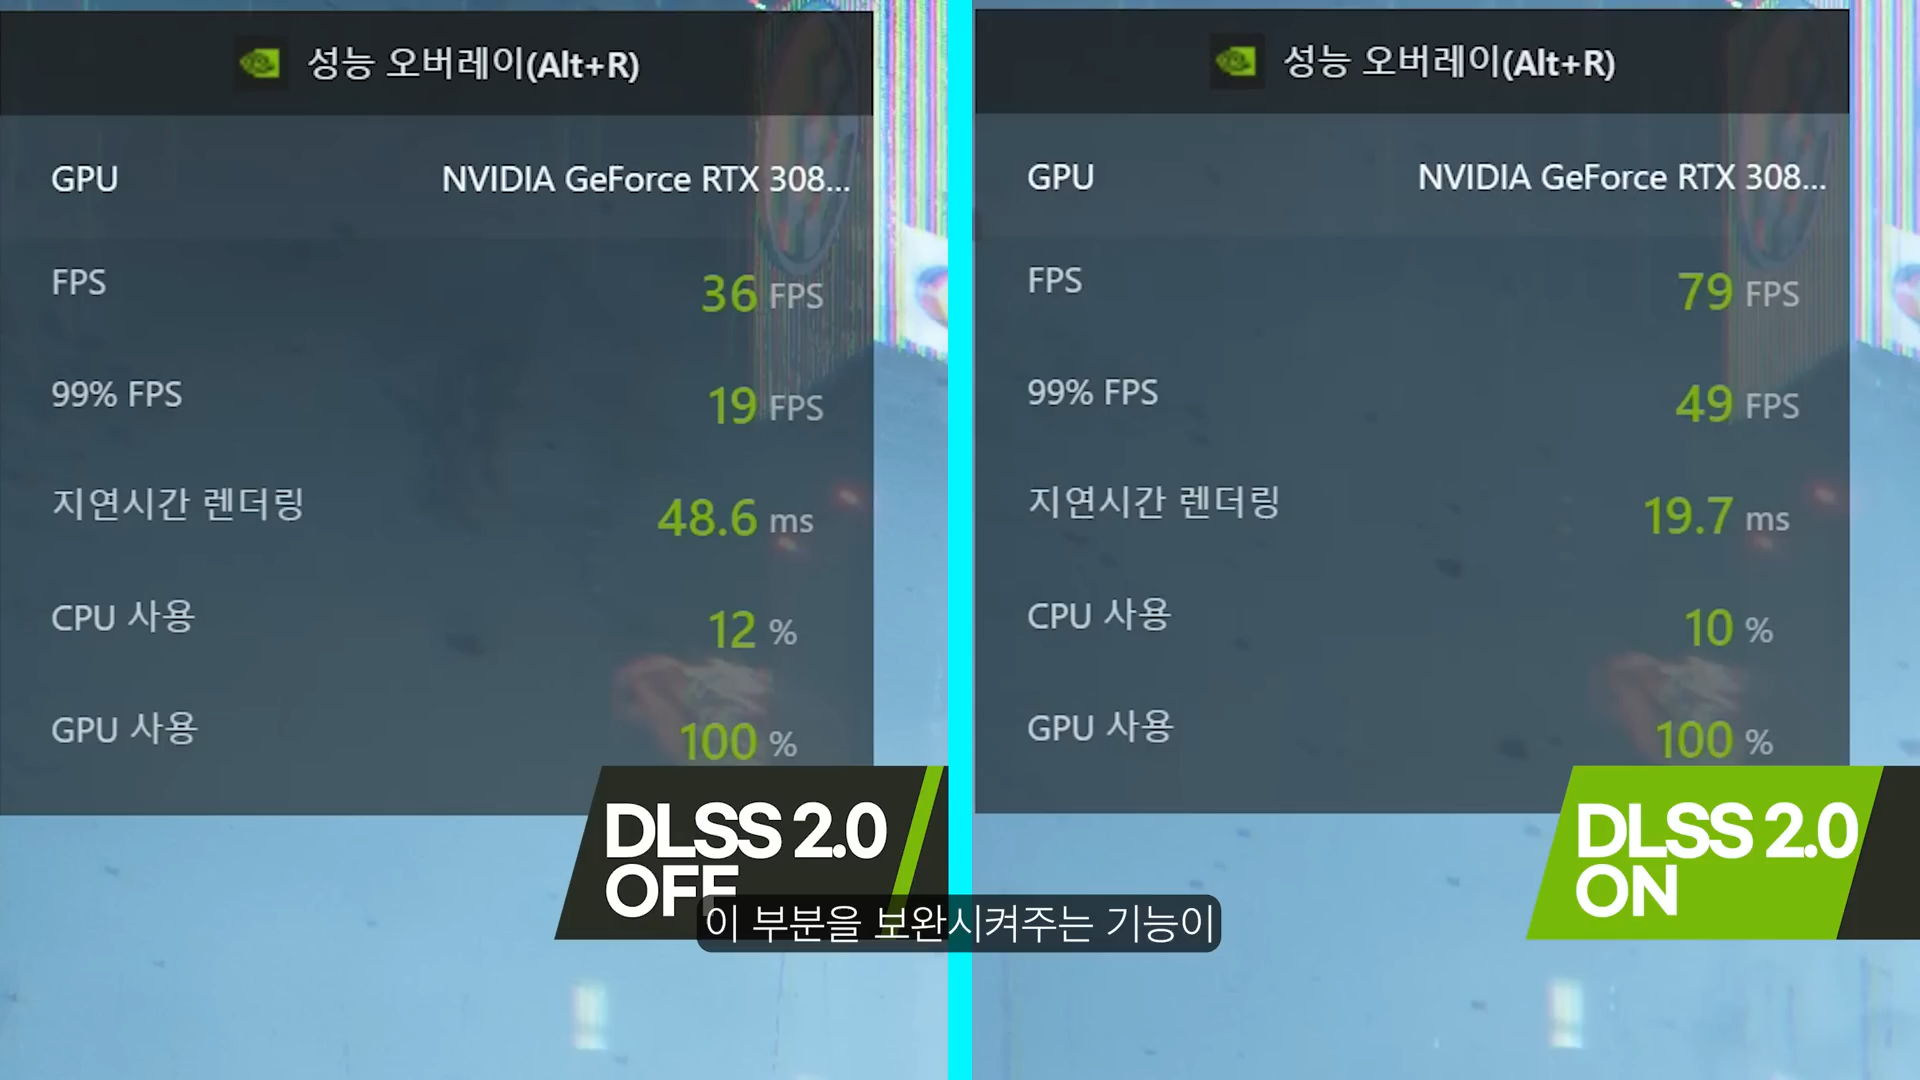 성능 오버레이(Alt+R)
GPU NVIDIA GeForce RTX 308...
FPS 36 FPS
99% FPS 19 FPS
지연시간 렌더링 48.6 ms
CPU 사용 12 %
GPU 사용 100 %
DLSS 2.0
OFF
성능 오버레이(Alt+R)
GPU NVIDIA GeForce RTX 308...
FPS 79 FPS
99% FPS 49 FPS
지연시간 렌더링 19.7 ms
CPU 사용 10 %
GPU 사용 100 %
DLSS 2.0
ON
이 부분을 보완시켜주는 기능이